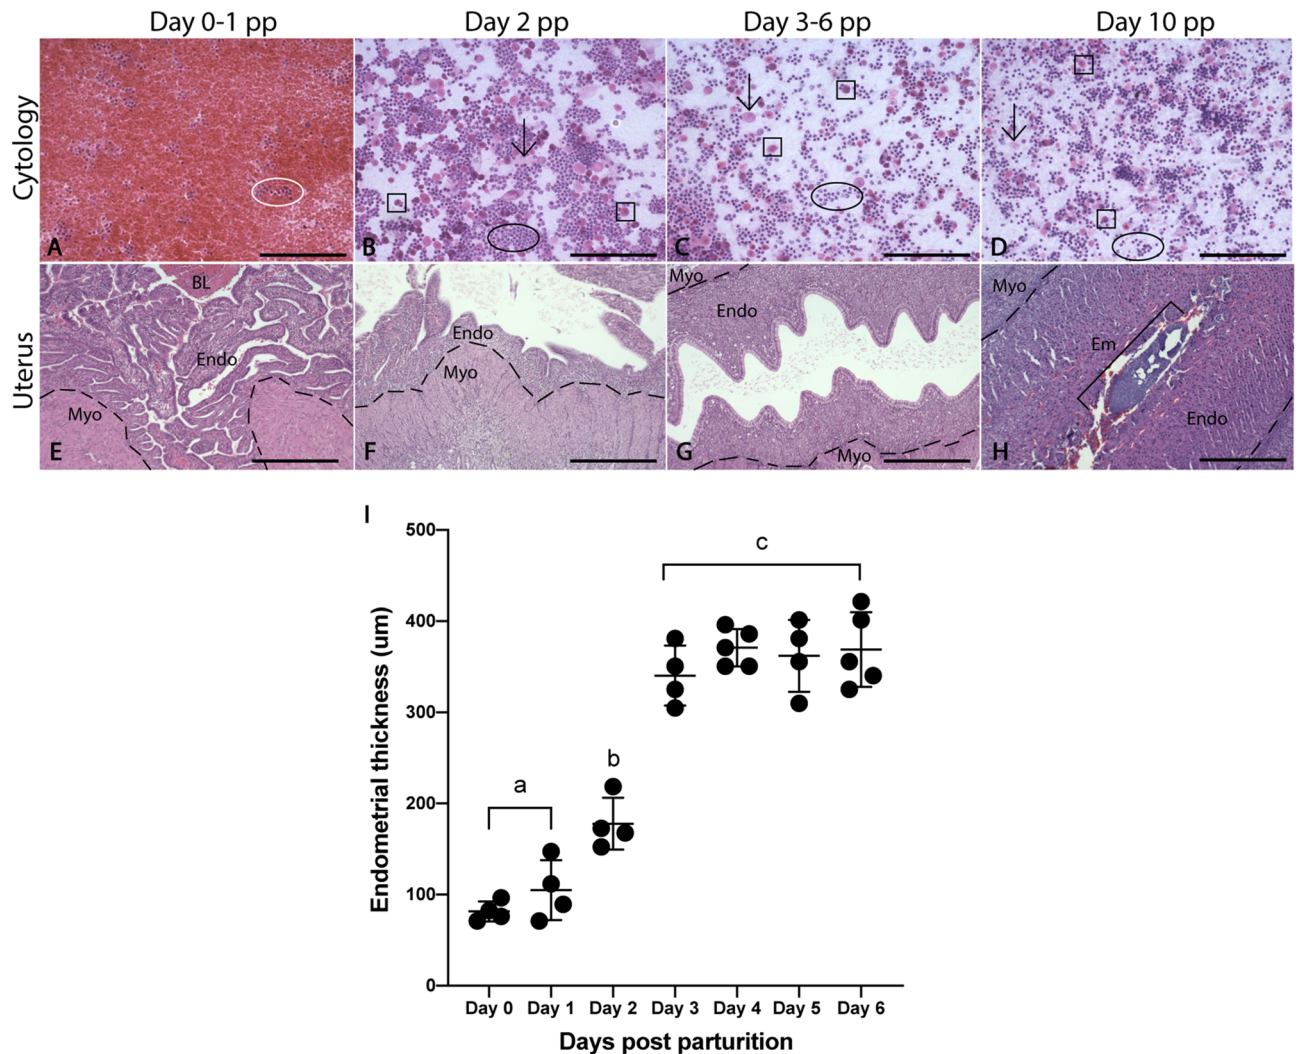 Day 0-1 pp Day 2 pp Day 3-6 pp Day 10 pp
Cytology
A B C D
Uterus
BL
Endo
Myo
E
Endo
Myo
F
Myo
Endo
Myo
G
Myo
Em
Endo
H
I
Endometrial thickness (um)
500
400
300
200
100
0
a
b
c
Day 0 Day 1 Day 2 Day 3 Day 4 Day 5 Day 6
Days post parturition